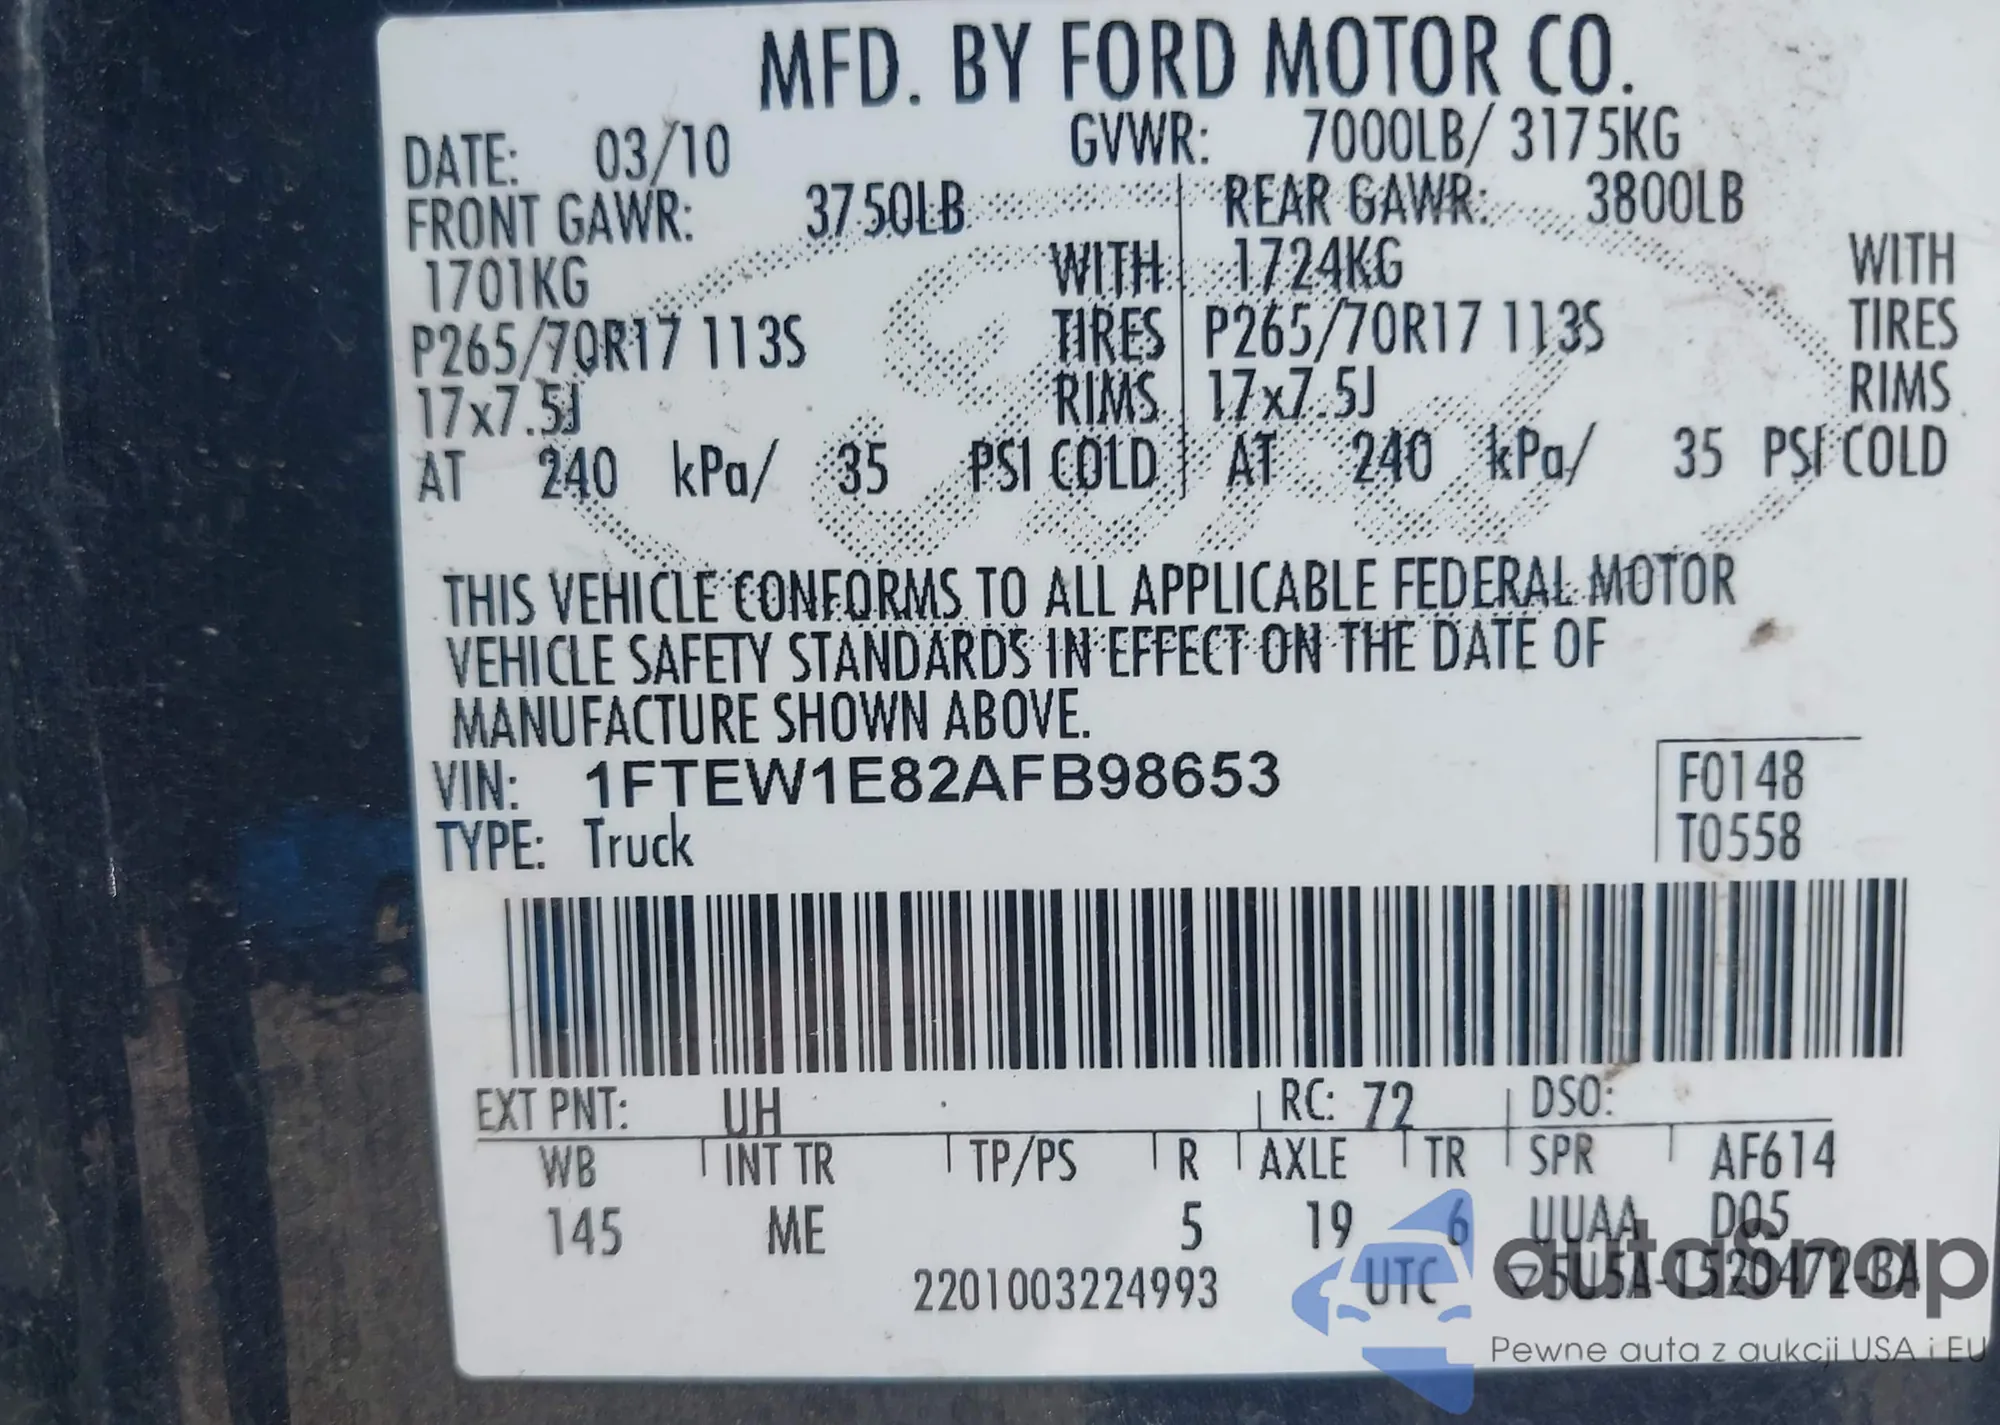 MFD. BY FORD MOTOR CO.
DATE: 03/10 GVWR: 7000LB/ 3175KG
FRONT GAWR: 3750LB REAR GAWR: 3800LB
1701KG WITH 1724KG WITH
P265/70R17 113S TIRES P265/70R17 113S TIRES
17x7.5J RIMS 17x7.5J RIMS
AT 240 kPa/ 35 PSI COLD AT 240 kPa/ 35 PSI COLD
THIS VEHICLE CONFORMS TO ALL APPLICABLE FEDERAL MOTOR
VEHICLE SAFETY STANDARDS IN EFFECT ON THE DATE OF
MANUFACTURE SHOWN ABOVE.
VIN: 1FTEW1E82AFB98653 F0148
TYPE: Truck T0558
EXT PNT: UH RC: 72 DSO:
WB INT TR TP/PS R AXLE TR SPR AF614
145 ME 5 19 6 UUAA D05
2201003224993 UTC ▽5U5A-1520472-BA
autoSnap
Pewne auta z aukcji USA i EU